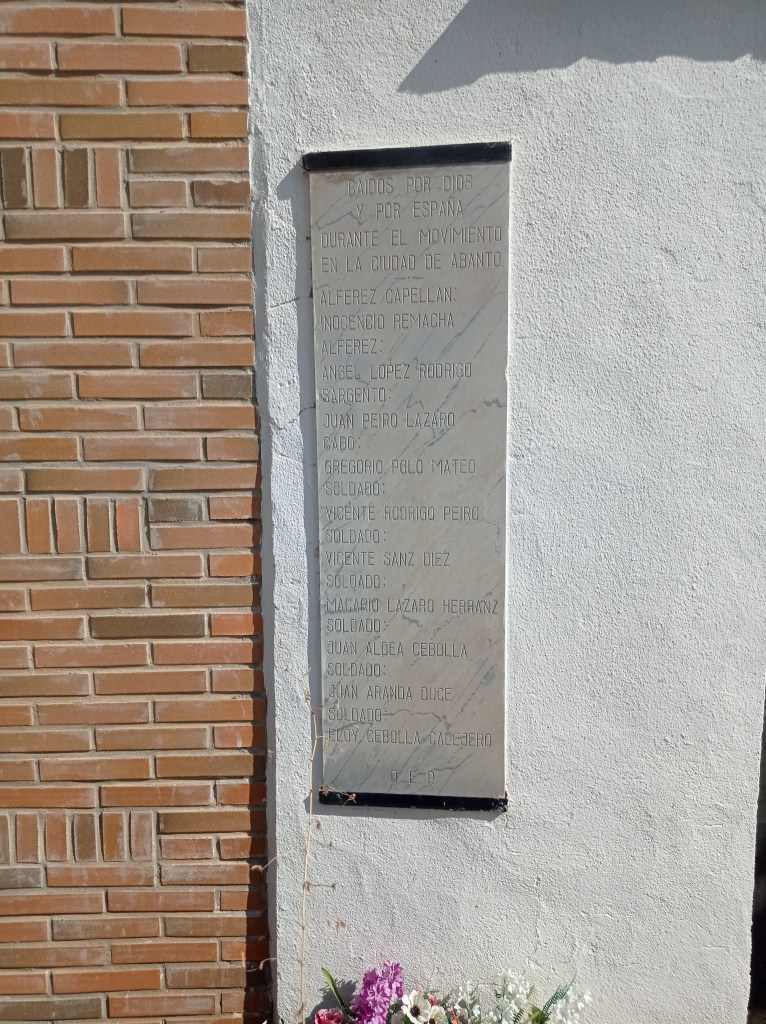 CAIDOS POR DIOS
Y POR ESPAÑA
DURANTE EL MOVIMIENTO
EN LA CIUDAD DE ABANTO
ALFEREZ CAPELLAN:
INOCENCIO REMACHA
ALFEREZ:
ANGEL LOPEZ RODRIGO
SARGENTO:
JUAN PEIRO LAZARO
CABO:
GREGORIO POLO MATEO
SOLDADO:
VICENTE RODRIGO PEIRO
SOLDADO:
VICENTE SANZ DIEZ
SOLDADO:
MACARIO LAZARO HERRANZ
SOLDADO:
JUAN ALDEA CEBOLLA
SOLDADO:
JUAN ARANDA DUCE
SOLDADO:
ELOY CEBOLLA CALLJERO
D.E.P.